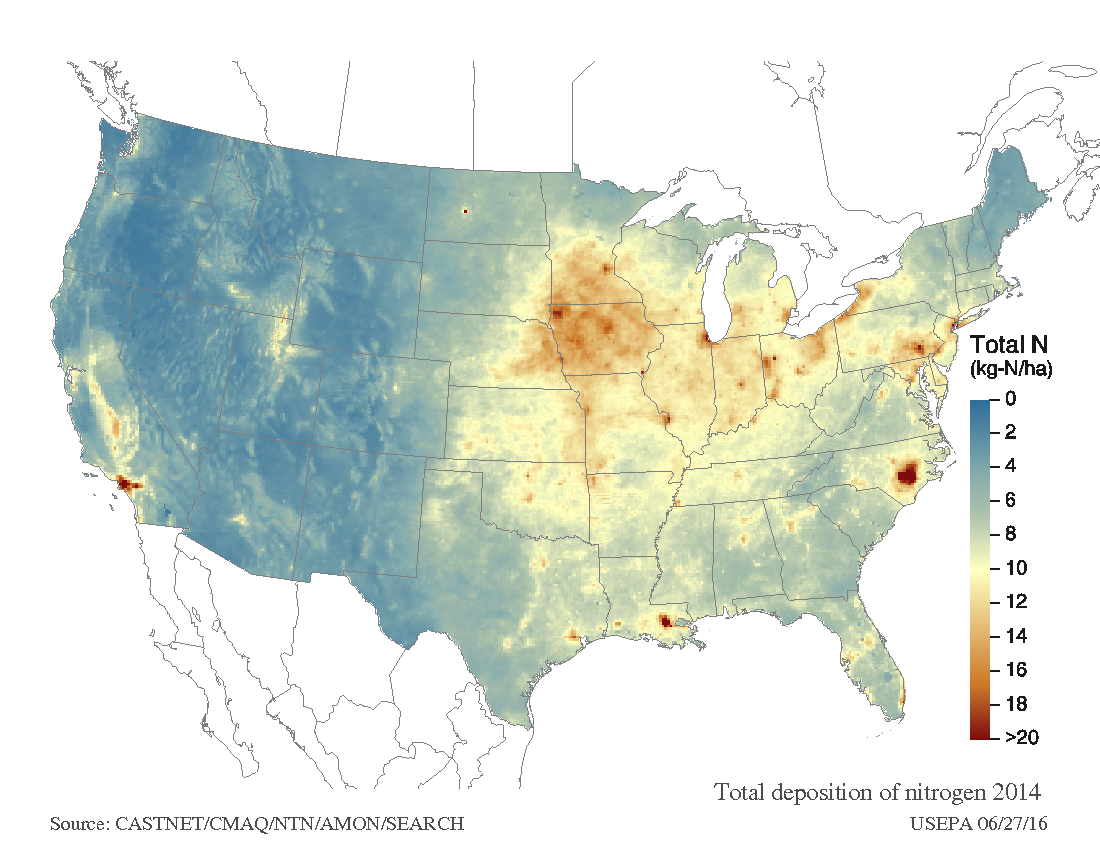 Total N
(kg-N/ha)
0
2
4
6
8
10
12
14
16
18
>20
Total deposition of nitrogen 2014
Source: CASTNET/CMAQ/NTN/AMON/SEARCH
USEPA 06/27/16